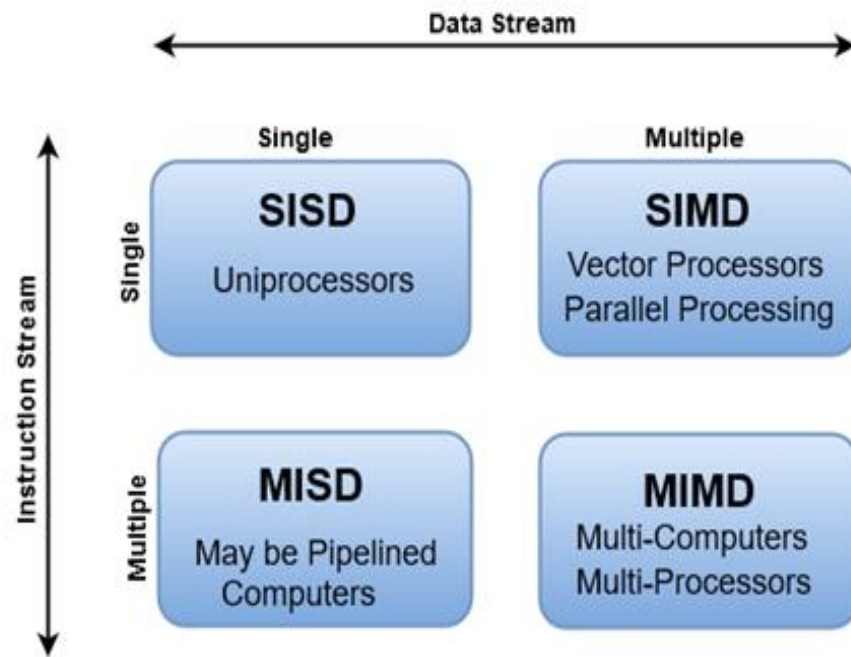 Data Stream
Single
Multiple
Instruction Stream
Single
SISD
Uniprocessors
SIMD
Vector Processors
Parallel Processing
Multiple
MISD
May be Pipelined
Computers
MIMD
Multi-Computers
Multi-Processors